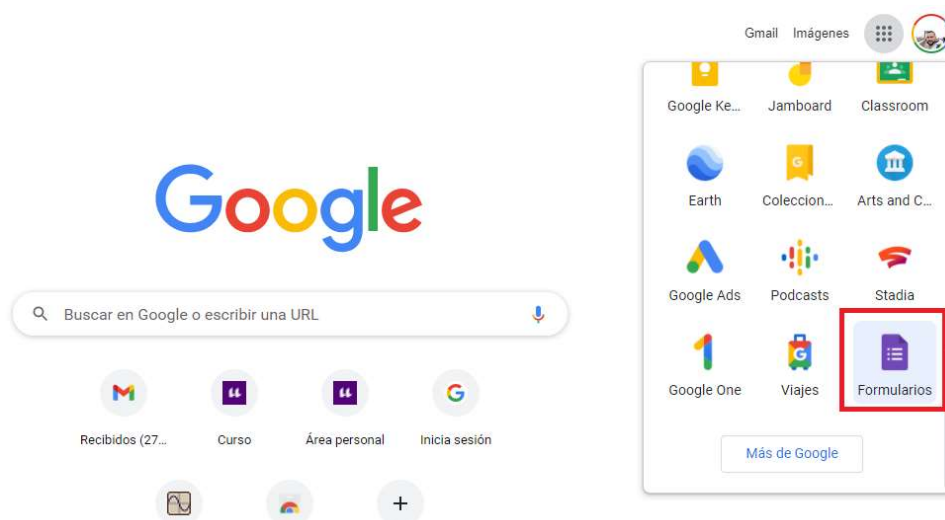 Gmail Imágenes
Google Ke... Jamboard Classroom
Google
Earth Coleccion... Arts and C...
Google Ads Podcasts Stadia
Buscar en Google o escribir una URL
Google One Viajes Formularios
Recibidos (27... Curso Área personal Inicia sesión
Más de Google